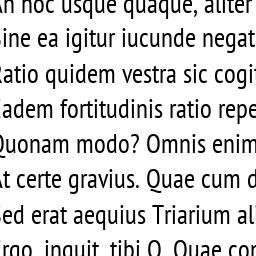 An hoc usque quaque, aliter
Sine ea igitur iucunde negat
Ratio quidem vestra sic cogit
Eadem fortitudinis ratio repe
Quonam modo? Omnis enim
At certe gravius. Quae cum d
Sed erat aequius Triarium ali
Ergo, inquit, tibi Q. Quae con